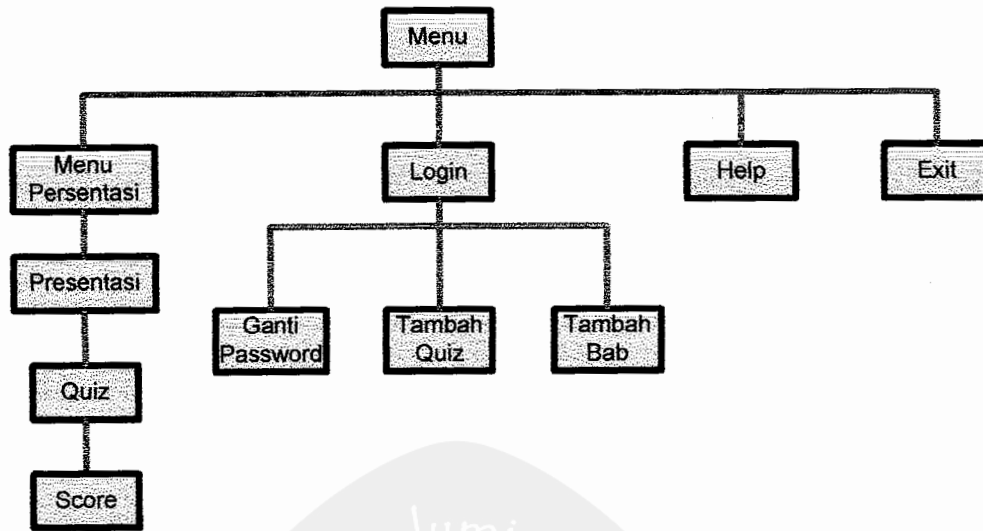 Menu
Menu
Persentasi
Login
Help
Exit
Presentasi
Ganti
Password
Tambah
Quiz
Tambah
Bab
Quiz
Score